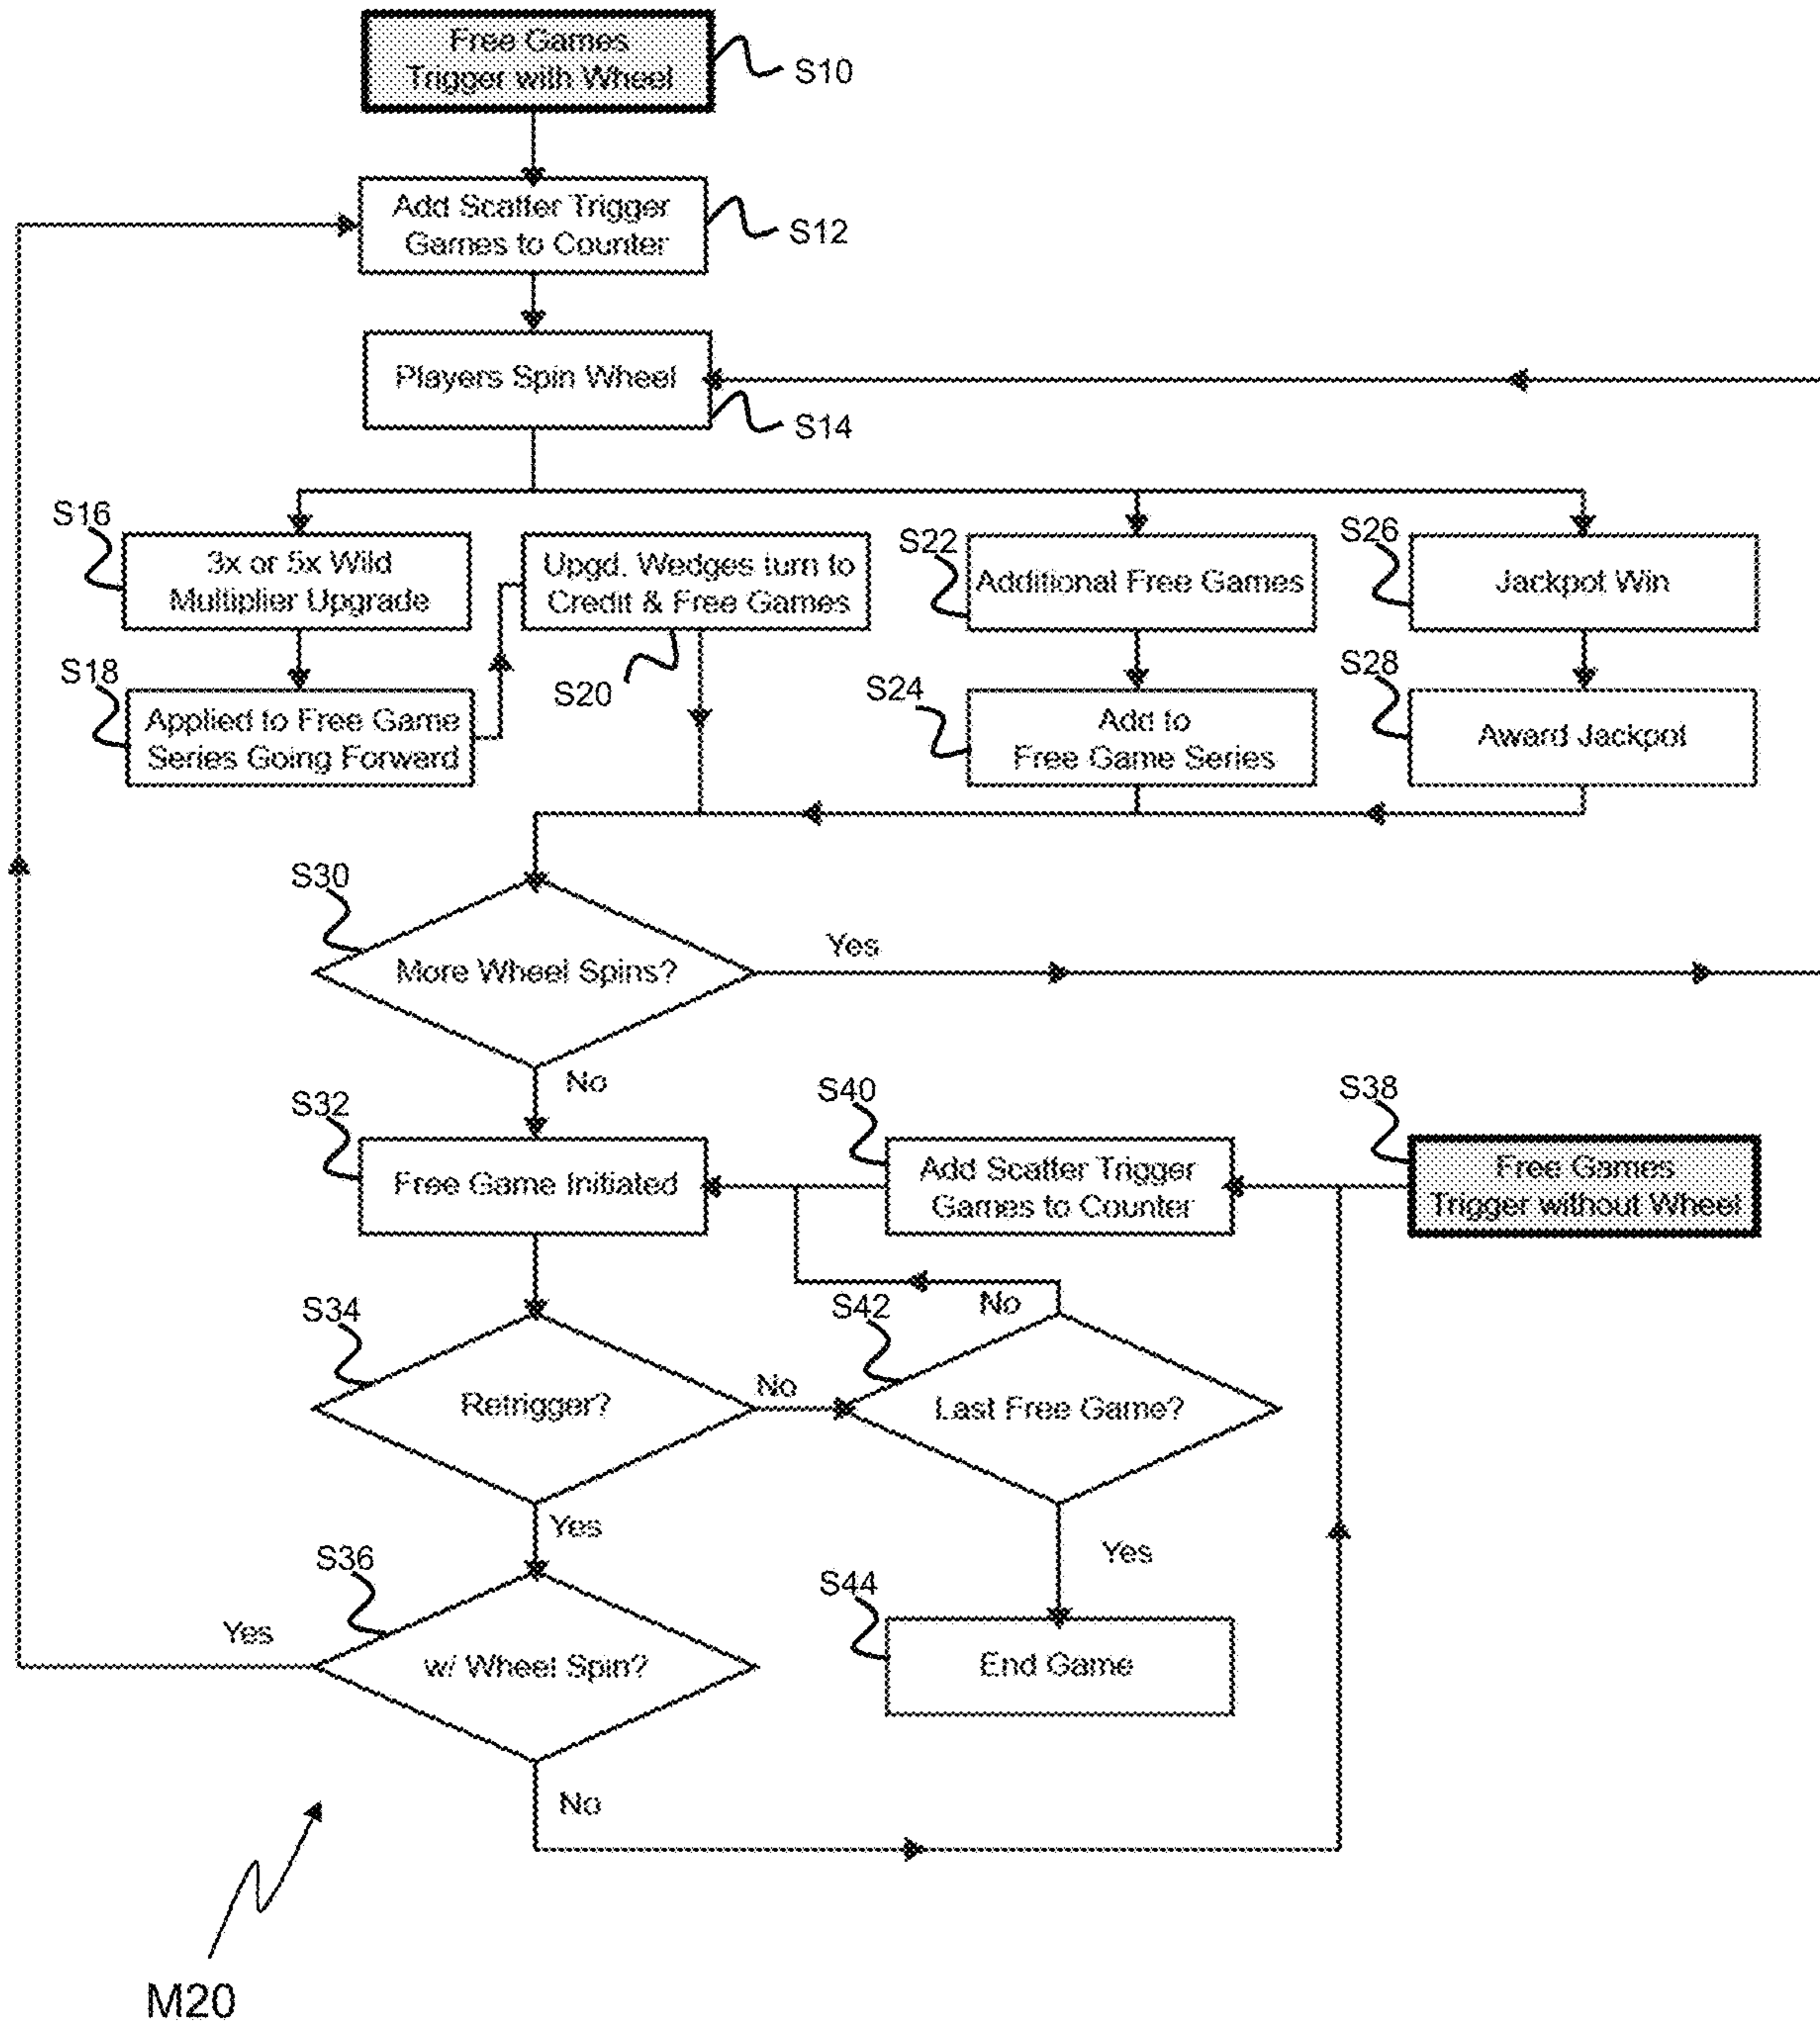 Free Games
Trigger with Wheel
S10
Add Scatter Trigger
Games to Counter
S12
Players Spin Wheel
S14
S16
3x or 5x Wild
Multiplier Upgrade
Upgd. Wedges turn to
Credit & Free Games
S22
Additional Free Games
S26
Jackpot Win
S18
Applied to Free Game
Series Going Forward
S20
S24
Add to
Free Game Series
S28
Award Jackpot
S30
More Wheel Spins?
Yes
No
S32
Free Game Initiated
S40
Add Scatter Trigger
Games to Counter
S38
Free Games
Trigger without Wheel
S34
Retrigger?
No
S42
No
Last Free Game?
Yes
Yes
S36
w/ Wheel Spin?
Yes
S44
End Game
No
M20